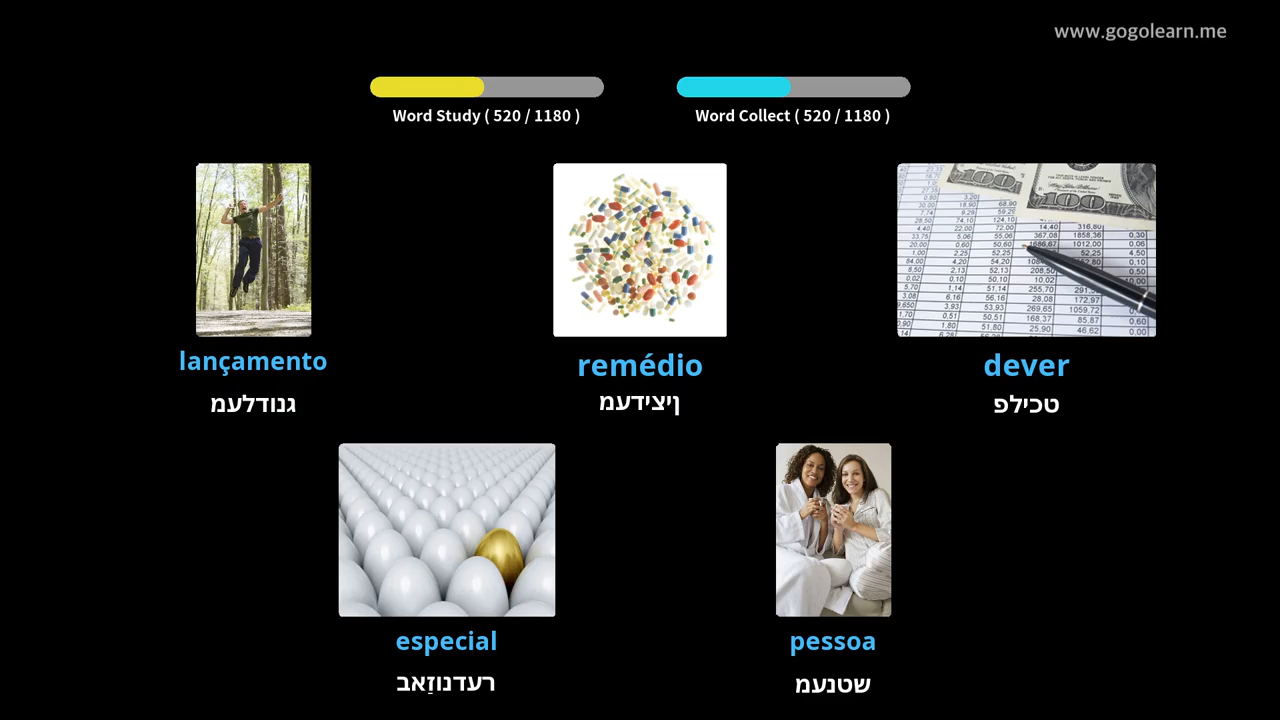 www.gogolearn.me
Word Study ( 520 / 1180 )
Word Collect ( 520 / 1180 )
lançamento
גנודלעמ
remédio
ןיצידעמ
dever
טכילפ
especial
רעדנוזַאב
pessoa
שטנעמ